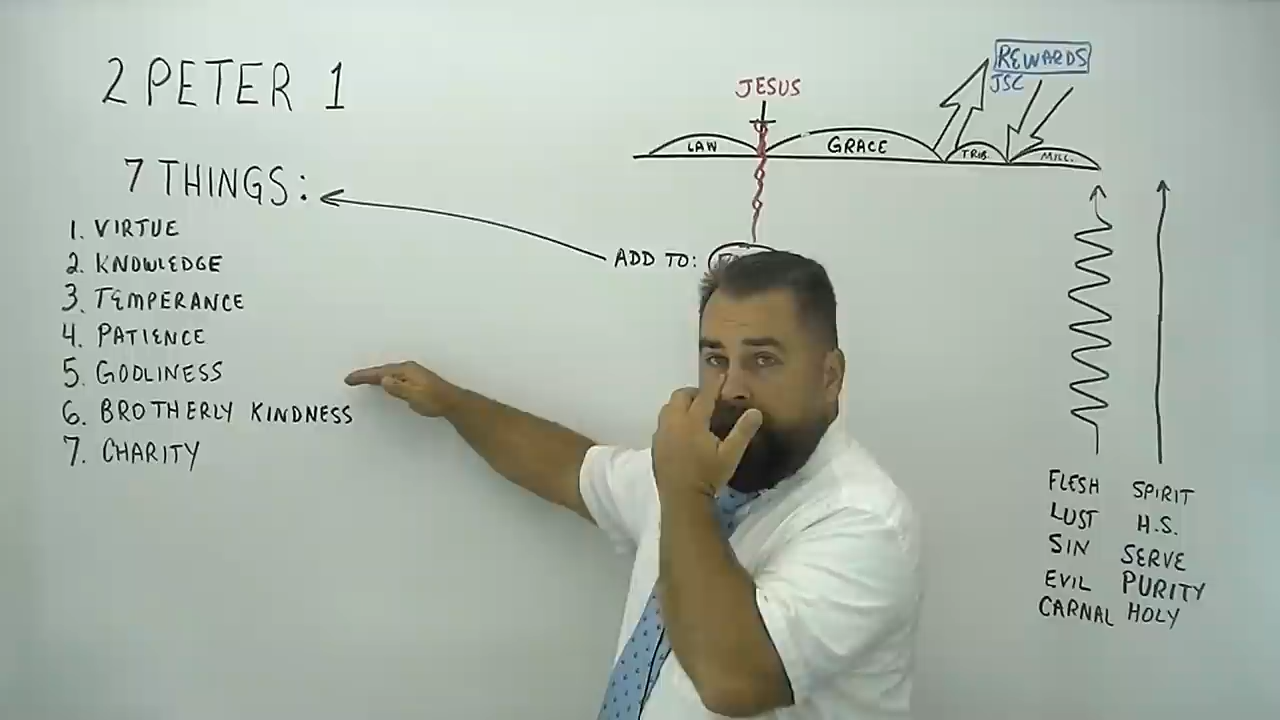 2 PETER 1
7 THINGS:
1. VIRTUE
2. KNOWLEDGE
3. TEMPERANCE
4. PATIENCE
5. GODLINESS
6. BROTHERLY KINDNESS
7. CHARITY
ADD TO:
JESUS
REWARDS
JSC
LAW
GRACE
TRIB.
MILL.
FLESH SPIRIT
LUST H.S.
SIN SERVE
EVIL PURITY
CARNAL HOLY